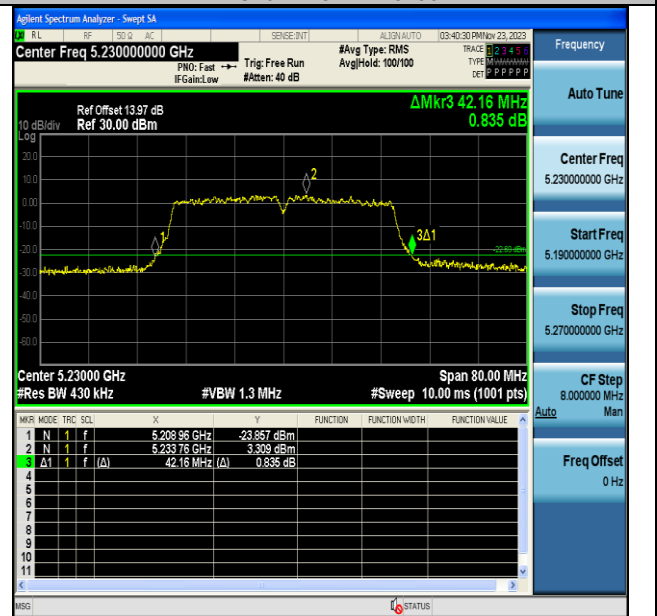 Agilent Spectrum Analyzer - Swept SA
RL RF 50 Ω AC SENSE:INT ALIGN AUTO 03:40:30 PM Nov 23, 2023
Center Freq 5.230000000 GHz #Avg Type: RMS TRACE 1 2 3 4 5 6
PNO: Fast Trig: Free Run Avg|Hold: 100/100 TYPE M
IFGain:Low #Atten: 40 dB DET P P P P P P
Frequency
Auto Tune
ΔMkr3 42.16 MHz
0.835 dB
Ref Offset 13.97 dB
10 dB/div Ref 30.00 dBm
Log
20.0
10.0
0.00
-10.0
-20.0
-30.0
-50.0
-60.0
2
1
3Δ1
Center Freq
5.230000000 GHz
Start Freq
5.190000000 GHz
Stop Freq
5.270000000 GHz
Center 5.23000 GHz Span 80.00 MHz
#Res BW 430 kHz #VBW 1.3 MHz #Sweep 10.00 ms (1001 pts)
CF Step
8.000000 MHz
Auto Man
Freq Offset
0 Hz
MKR MODE TRC SCL X Y FUNCTION FUNCTION WIDTH FUNCTION VALUE
1 N 1 f 5.208 96 GHz -23.857 dBm
2 N 1 f 5.233 76 GHz 3.309 dBm
3 Δ1 1 f (Δ) 42.16 MHz (Δ) 0.835 dB
4
5
6
7
8
9
10
11
MSG STATUS